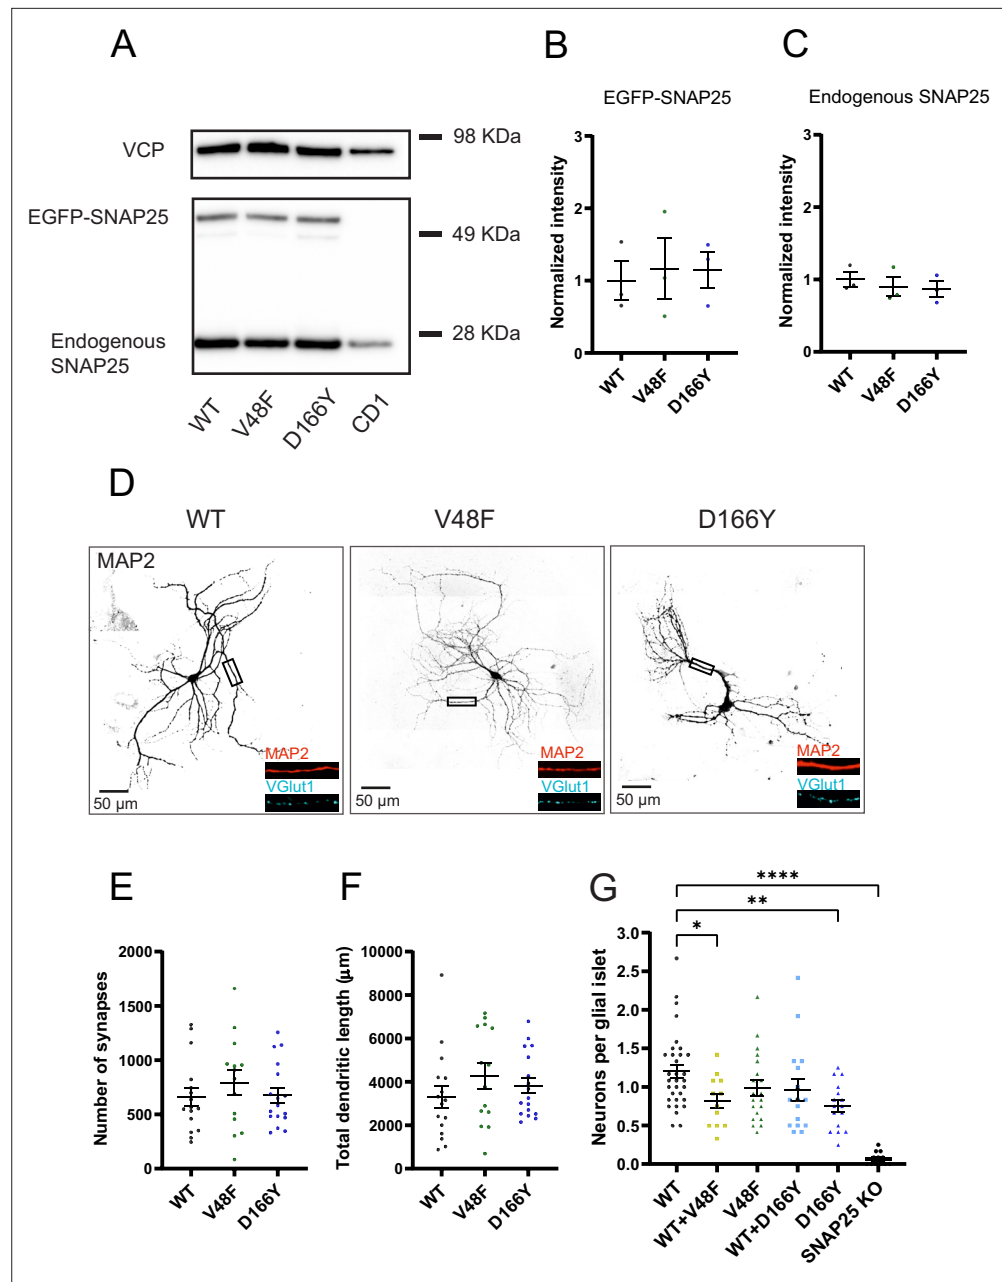 A
VCP
98 KDa
EGFP-SNAP25
49 KDa
Endogenous
SNAP25
28 KDa
WT
V48F
D166Y
CD1
B
EGFP-SNAP25
Normalized intensity
3
2
1
0
WT
V48F
D166Y
C
Endogenous SNAP25
Normalized intensity
3
2
1
0
WT
V48F
D166Y
D
WT
V48F
D166Y
MAP2
MAP2
VGlut1
50 µm
MAP2
VGlut1
50 µm
MAP2
VGlut1
50 µm
E
Number of synapses
2000
1500
1000
500
0
WT
V48F
D166Y
F
Total dendritic length (µm)
10000
8000
6000
4000
2000
0
WT
V48F
D166Y
G
****
**
*
Neurons per glial islet
3.0
2.5
2.0
1.5
1.0
0.5
0.0
WT
WT+V48F
V48F
WT+D166Y
D166Y
SNAP25 KO